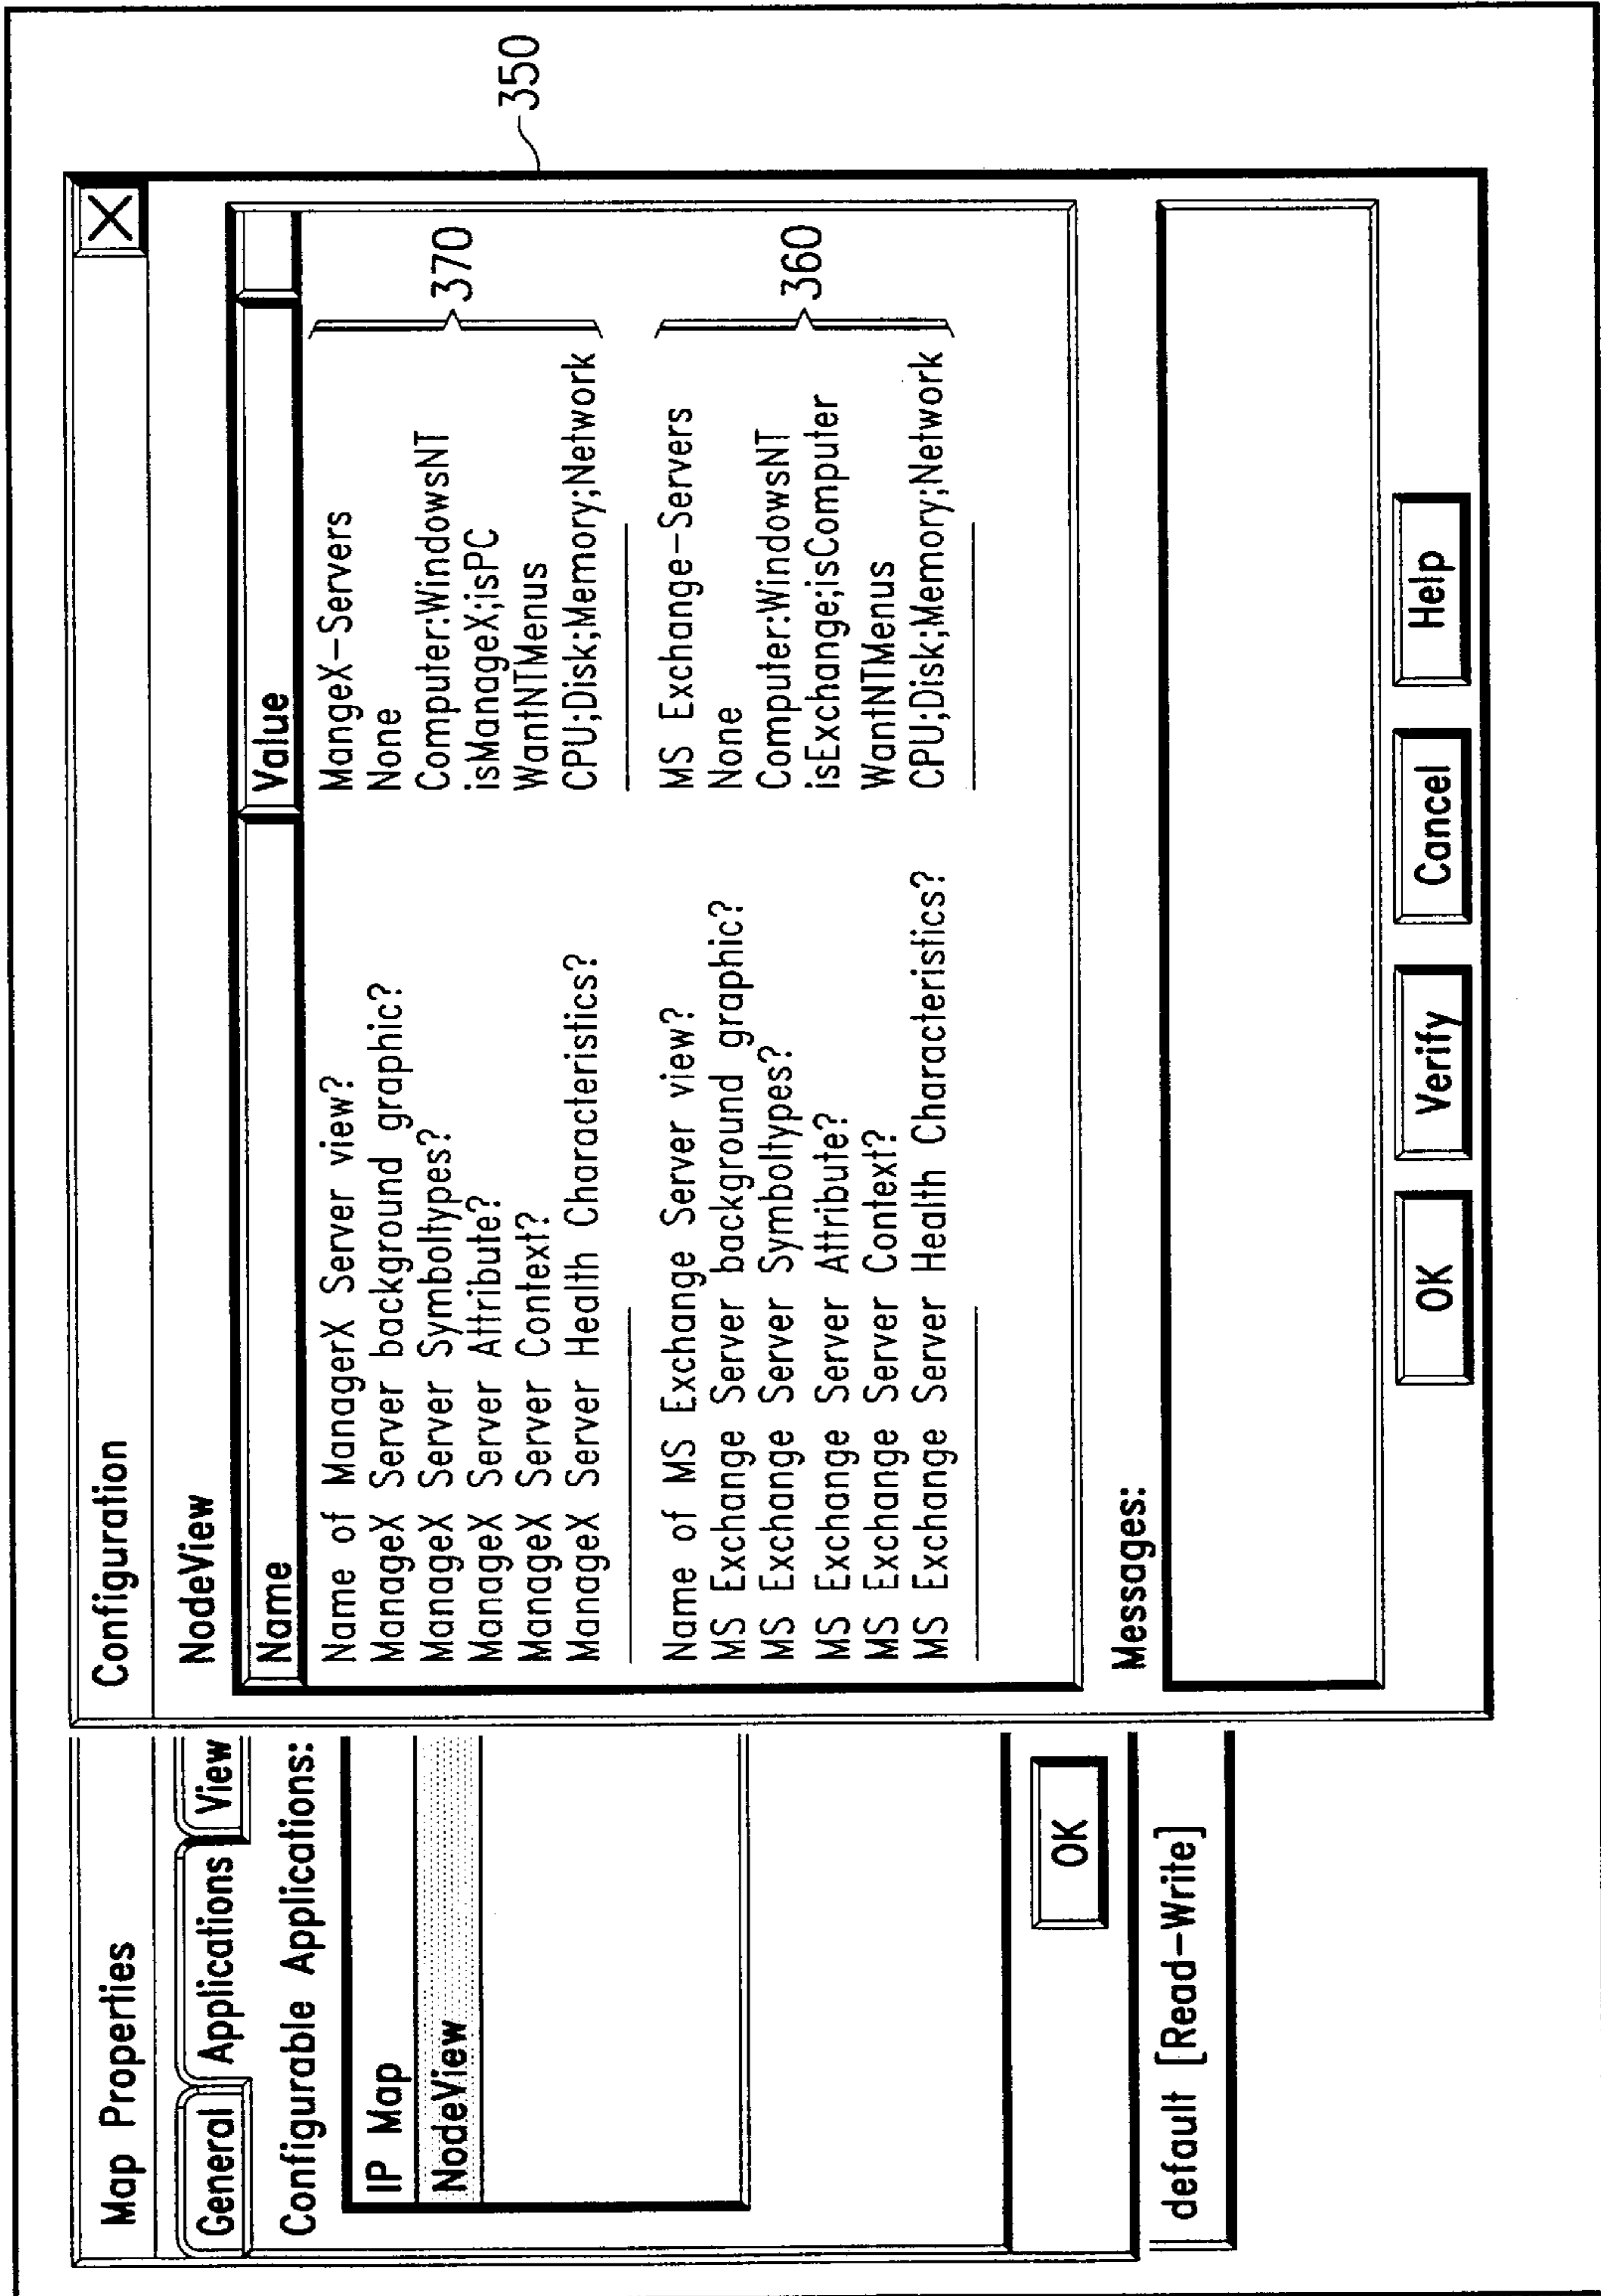 Map Properties
General Applications View
Configurable Applications:
IP Map
NodeView
OK
default [Read-Write]
Configuration
X
NodeView
Name Value
Name of ManagerX Server view? MangeX-Servers
ManageX Server background graphic? None
ManageX Server Symboltypes? Computer:WindowsNT
ManageX Server Attribute? isManageX;isPC
ManageX Server Context? WantNTMenus
ManageX Server Health Characteristics? CPU;Disk;Memory;Network
370
Name of MS Exchange Server view? MS Exchange-Servers
MS Exchange Server background graphic? None
MS Exchange Server Symboltypes? Computer:WindowsNT
MS Exchange Server Attribute? isExchange;isComputer
MS Exchange Server Context? WantNTMenus
MS Exchange Server Health Characteristics? CPU;Disk;Memory;Network
360
Messages:
OK Verify Cancel Help
350